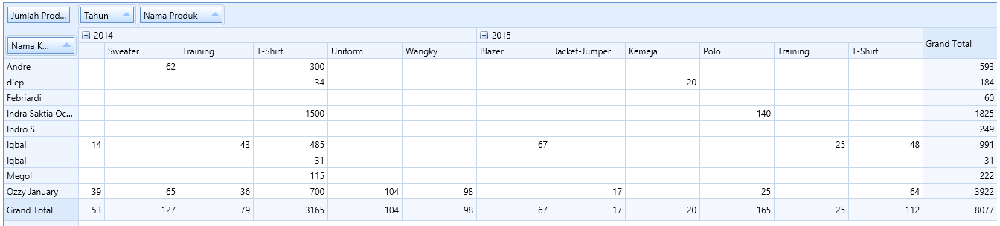 Jumlah Prod... Tahun Nama Produk
2014 2015 Grand Total
Nama K... Sweater Training T-Shirt Uniform Wangky Blazer Jacket-Jumper Kemeja Polo Training T-Shirt
Andre 62 300 593
diep 34 20 184
Febriardi 60
Indra Saktia Oc... 1500 140 1825
Indro S 249
Iqbal 14 43 485 67 25 48 991
Iqbal 31 31
Megol 115 222
Ozzy January 39 65 36 700 104 98 17 25 64 3922
Grand Total 53 127 79 3165 104 98 67 17 20 165 25 112 8077